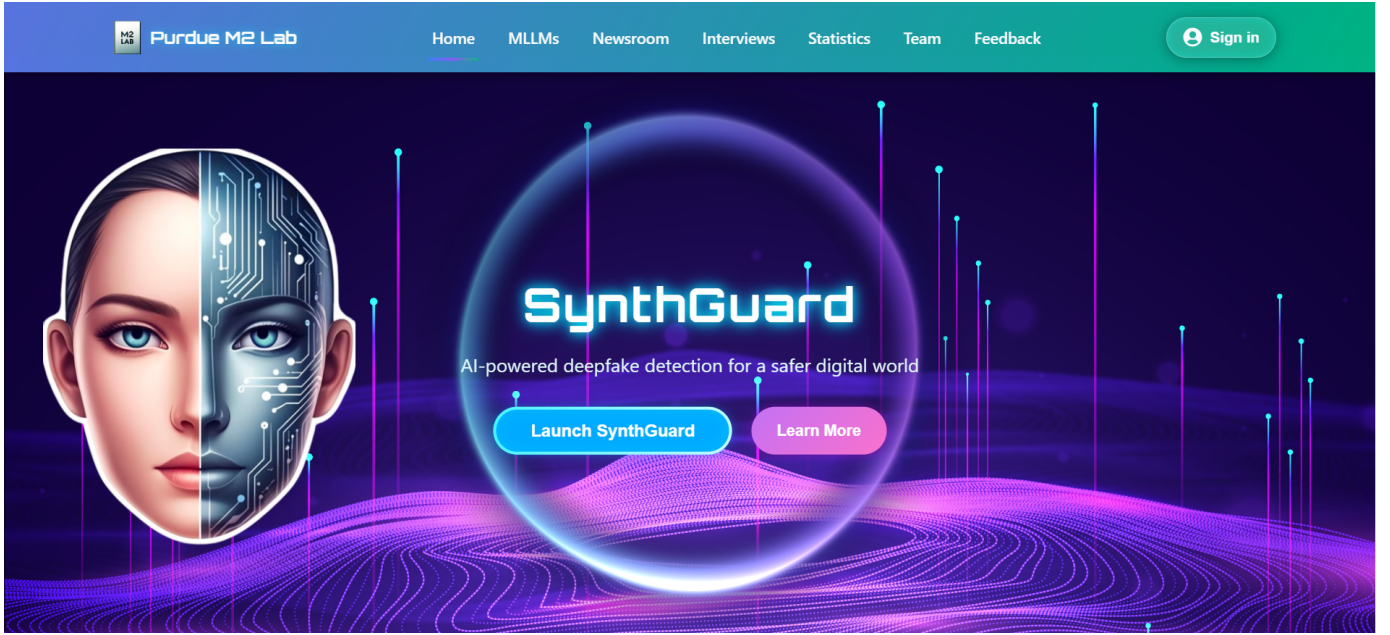 M2
LAB
Purdue M2 Lab
Home
MLLMs
Newsroom
Interviews
Statistics
Team
Feedback
Sign in
SynthGuard
AI-powered deepfake detection for a safer digital world
Launch SynthGuard
Learn More